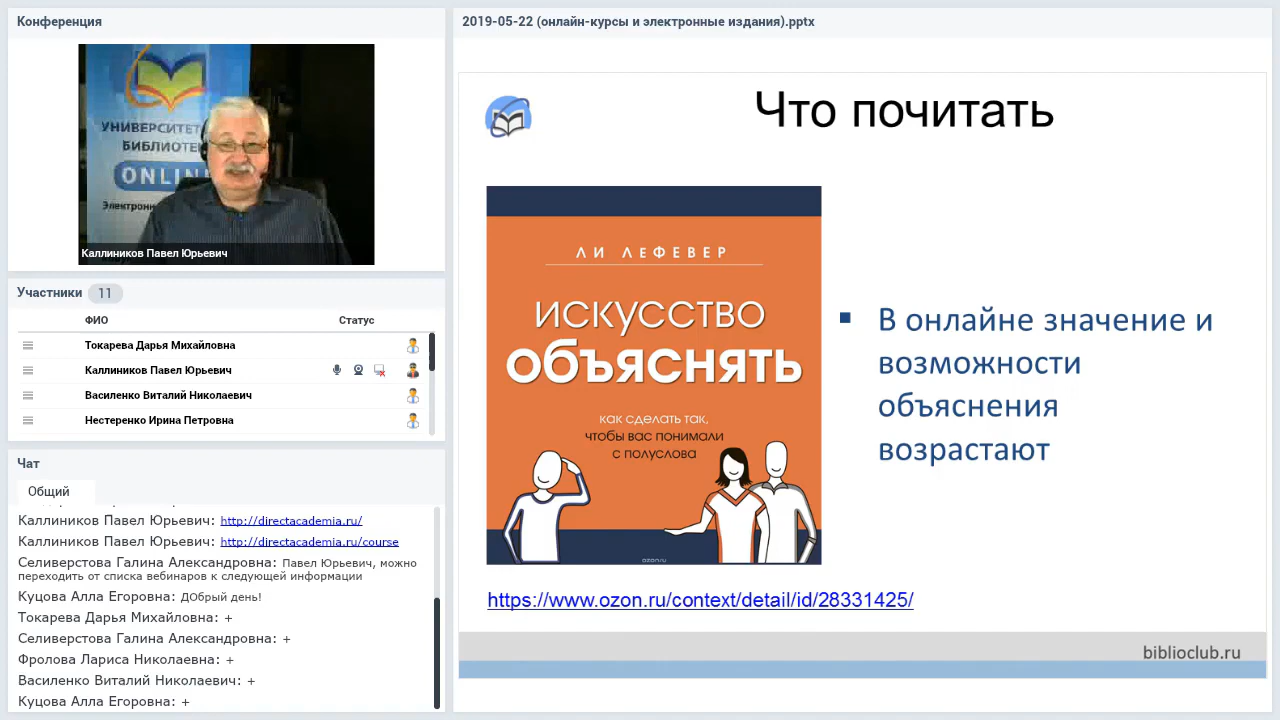 Конференция
УНИВЕРСИТЕТ
БИБЛИОТЕ
ONLIN
Электронн
Каллиников Павел Юрьевич
Участники 11
ФИО Статус
Токарева Дарья Михайловна
Каллиников Павел Юрьевич
Василенко Виталий Николаевич
Нестеренко Ирина Петровна
Чат
Общий
Каллиников Павел Юрьевич: http://directacademia.ru/
Каллиников Павел Юрьевич: http://directacademia.ru/course
Селиверстова Галина Александровна: Павел Юрьевич, можно
переходить от списка вебинаров к следующей информации
Куцова Алла Егоровна: ДОбрый день!
Токарева Дарья Михайловна: +
Селиверстова Галина Александровна: +
Фролова Лариса Николаевна: +
Василенко Виталий Николаевич: +
Куцова Алла Егоровна: +
2019-05-22 (онлайн-курсы и электронные издания).pptx
Что почитать
ЛИ ЛЕФЕВЕР
ИСКУССТВО
ОБЪЯСНЯТЬ
как сделать так,
чтобы вас понимали
с полуслова
ozon.ru
В онлайне значение и
возможности
объяснения
возрастают
https://www.ozon.ru/context/detail/id/28331425/
biblioclub.ru